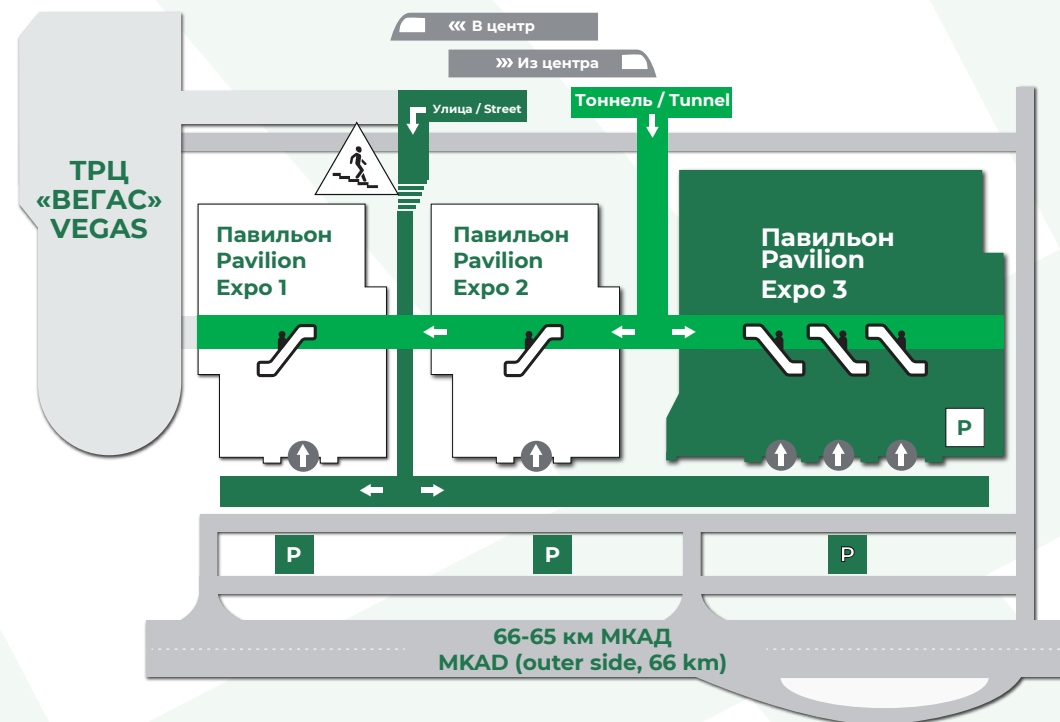 ‹‹‹ В центр
››› Из центра
Улица / Street
Тоннель / Tunnel
ТРЦ
«ВЕГАС»
VEGAS
Павильон
Pavilion
Expo 1
Павильон
Pavilion
Expo 2
Павильон
Pavilion
Expo 3
P
P
P
P
66-65 км МКАД
MKAD (outer side, 66 km)